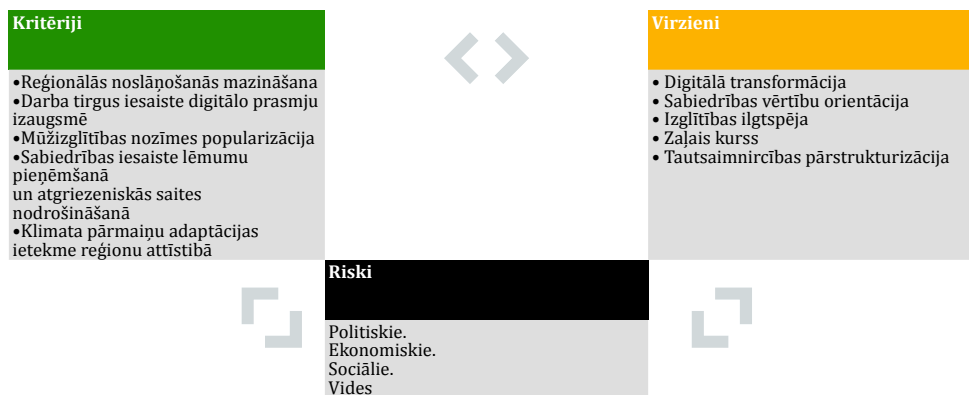 Kritēriji
•Reģionālās noslāņošanās mazināšana
•Darba tirgus iesaiste digitālo prasmju
izaugsmē
•Mūžizglītības nozīmes popularizācija
•Sabiedrības iesaiste lēmumu
pieņēmšanā
un atgriezeniskās saites
nodrošināšanā
•Klimata pārmaiņu adaptācijas
ietekme reģionu attīstibā
Virzieni
• Digitālā transformācija
• Sabiedrības vērtību orientācija
• Izglītības ilgtspēja
• Zaļais kurss
• Tautsaimnircības pārstrukturizācija
Riski
Politiskie.
Ekonomiskie.
Sociālie.
Vides